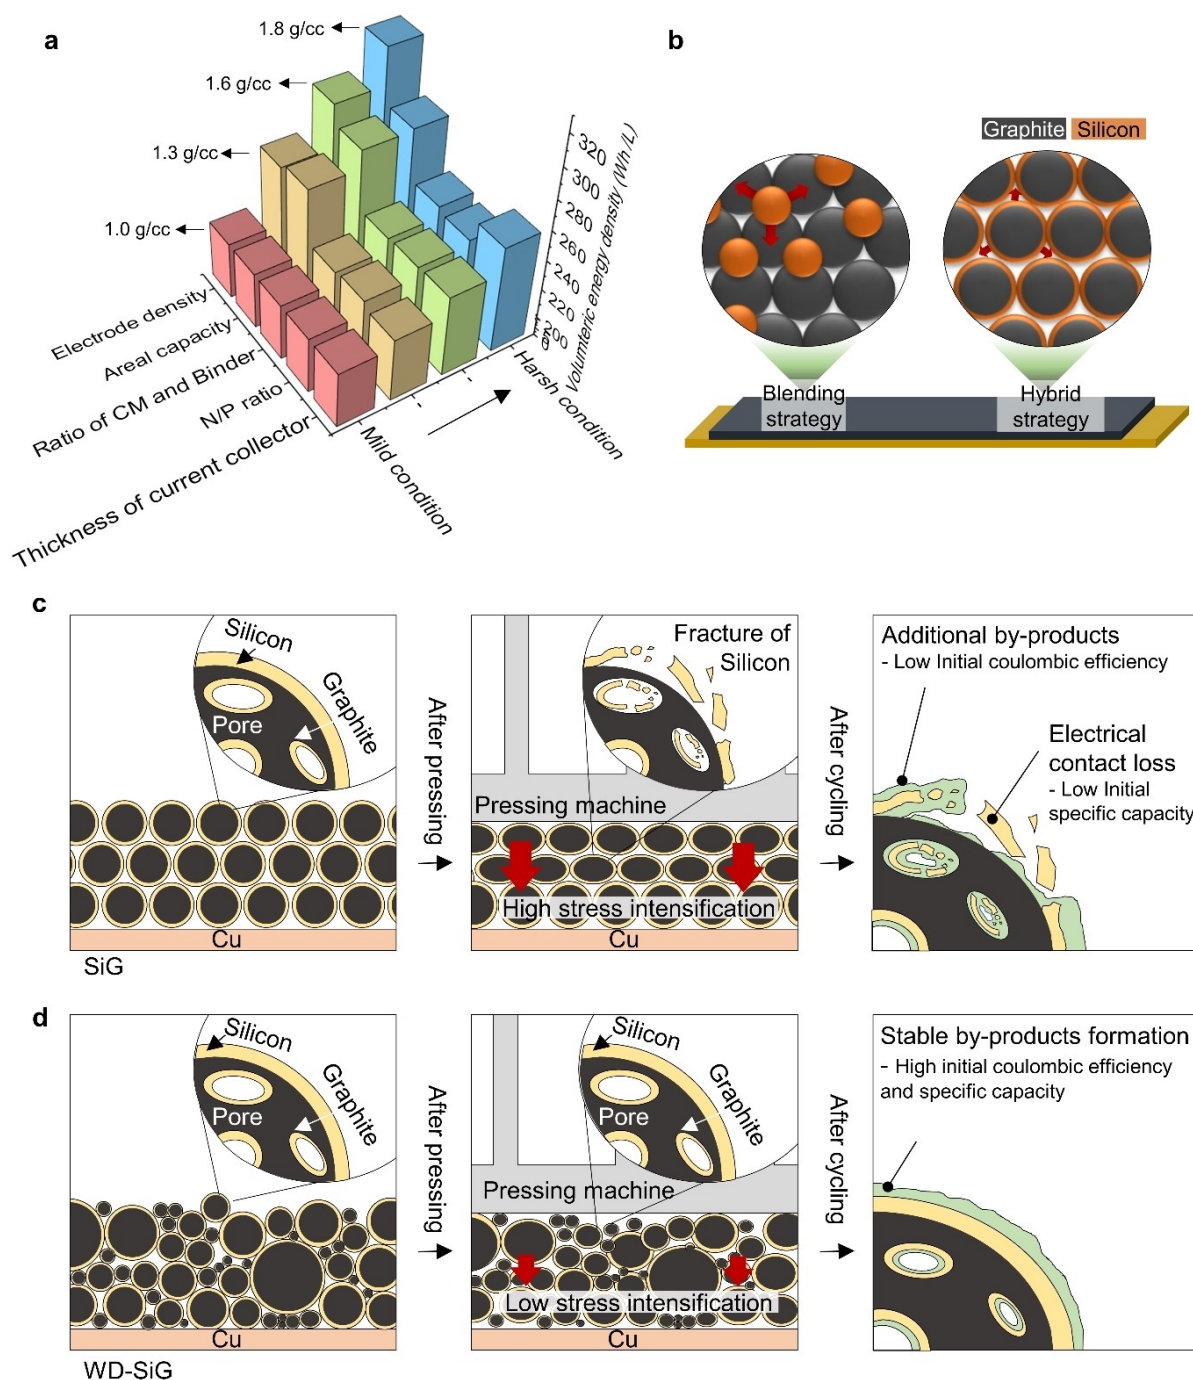 a
1.8 g/cc
1.6 g/cc
1.3 g/cc
1.0 g/cc
320
300
280
260
240
220
200
Volumteric energy density (Wh/L)
Electrode density
Areal capacity
Ratio of CM and Binder
N/P ratio
Thickness of current collector
Mild condition
-
-
Harsh condition
b
Graphite
Silicon
Blending
strategy
Hybrid
strategy
c
Silicon
Graphite
Pore
Cu
SiG
After pressing
Fracture of
Silicon
Pressing machine
High stress intensification
Cu
After cycling
Additional by-products
- Low Initial coulombic efficiency
Electrical
contact loss
- Low Initial
specific capacity
d
Silicon
Graphite
Pore
Cu
WD-SiG
After pressing
Silicon
Graphite
Pore
Pressing machine
Low stress intensification
Cu
After cycling
Stable by-products formation
- High initial coulombic efficiency
and specific capacity